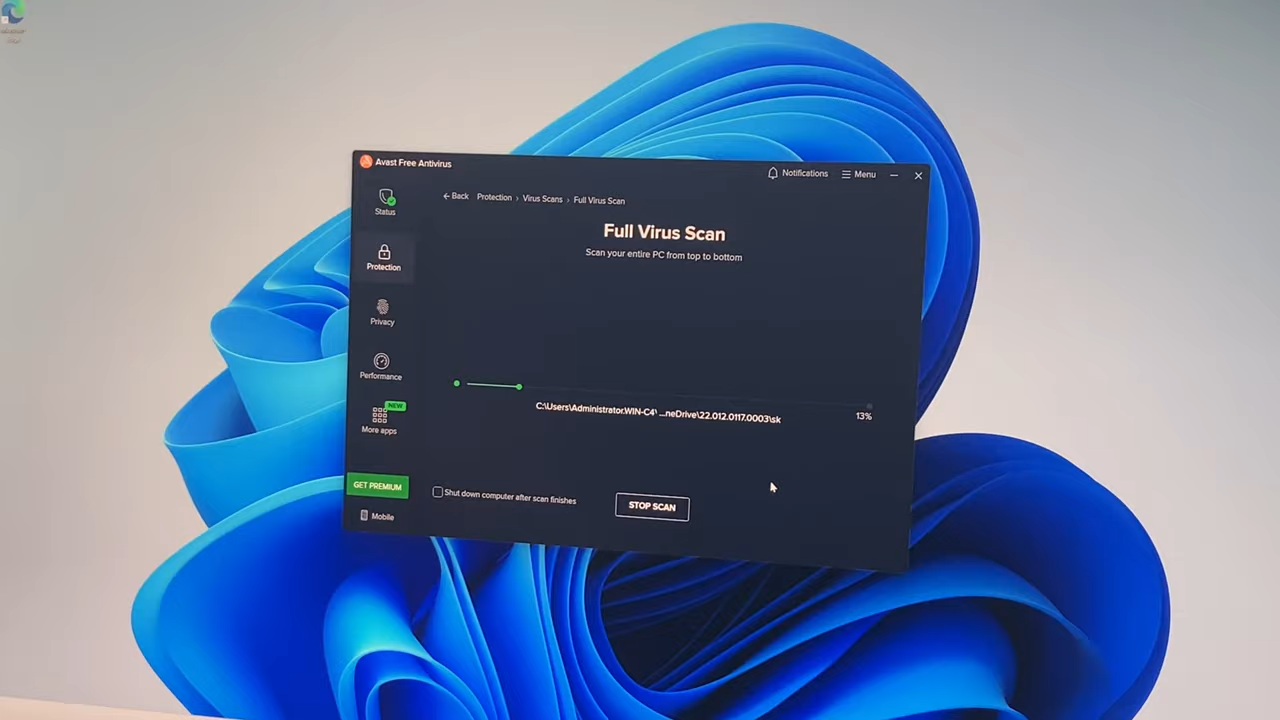 Avast Free Antivirus
Notifications
Menu
Status
Protection
Privacy
Performance
NEW
More apps
GET PREMIUM
Mobile
← Back Protection › Virus Scans › Full Virus Scan
Full Virus Scan
Scan your entire PC from top to bottom
C:\Users\Administrator.WIN-C4\ ...neDrive\22.012.0117.0003\sk
13%
Shut down computer after scan finishes
STOP SCAN